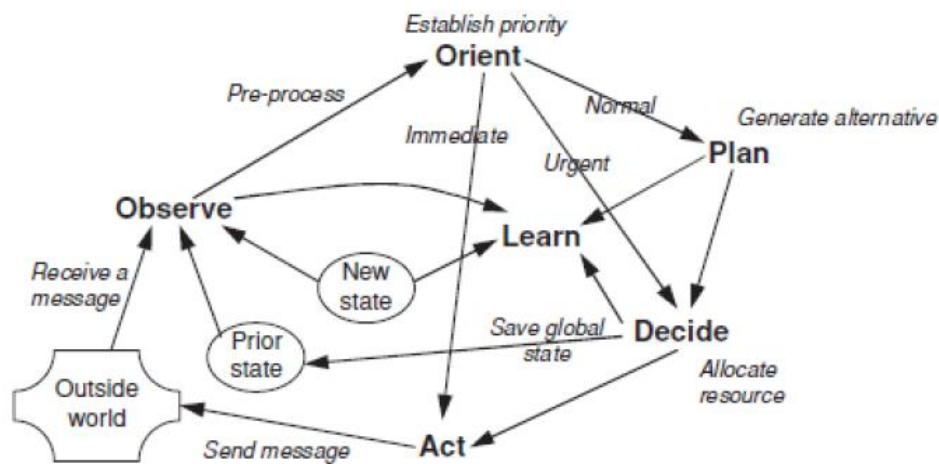 Establish priority
Orient
Pre-process
Normal
Generate alternative
Immediate
Plan
Urgent
Observe
Learn
Receive a
message
New
state
Prior
state
Save global
state
Decide
Outside
world
Allocate
resource
Send message
Act